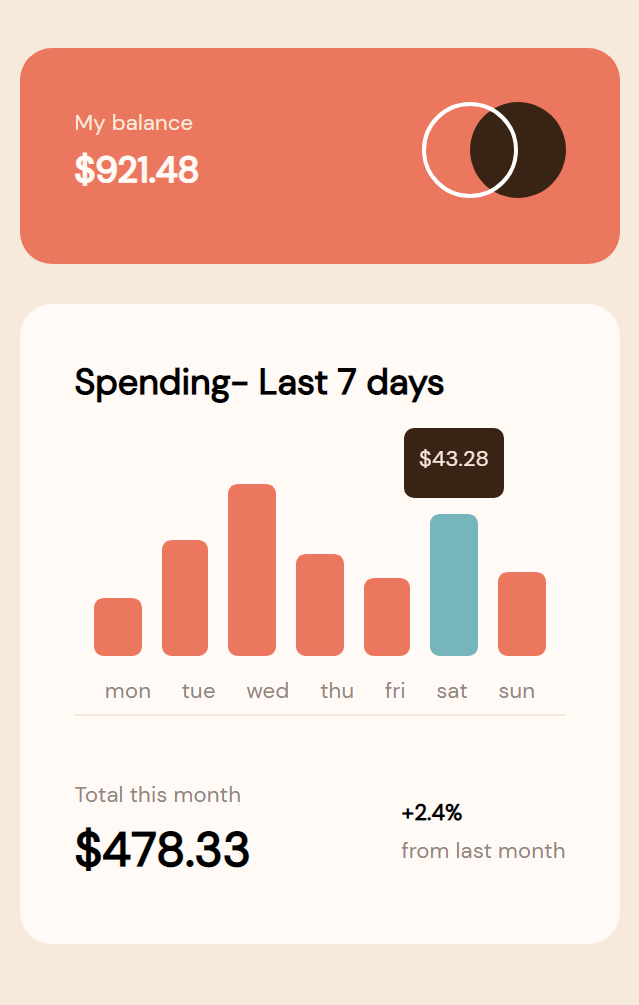 My balance
$921.48
Spending- Last 7 days
$43.28
mon tue wed thu fri sat sun
Total this month
$478.33
+2.4%
from last month